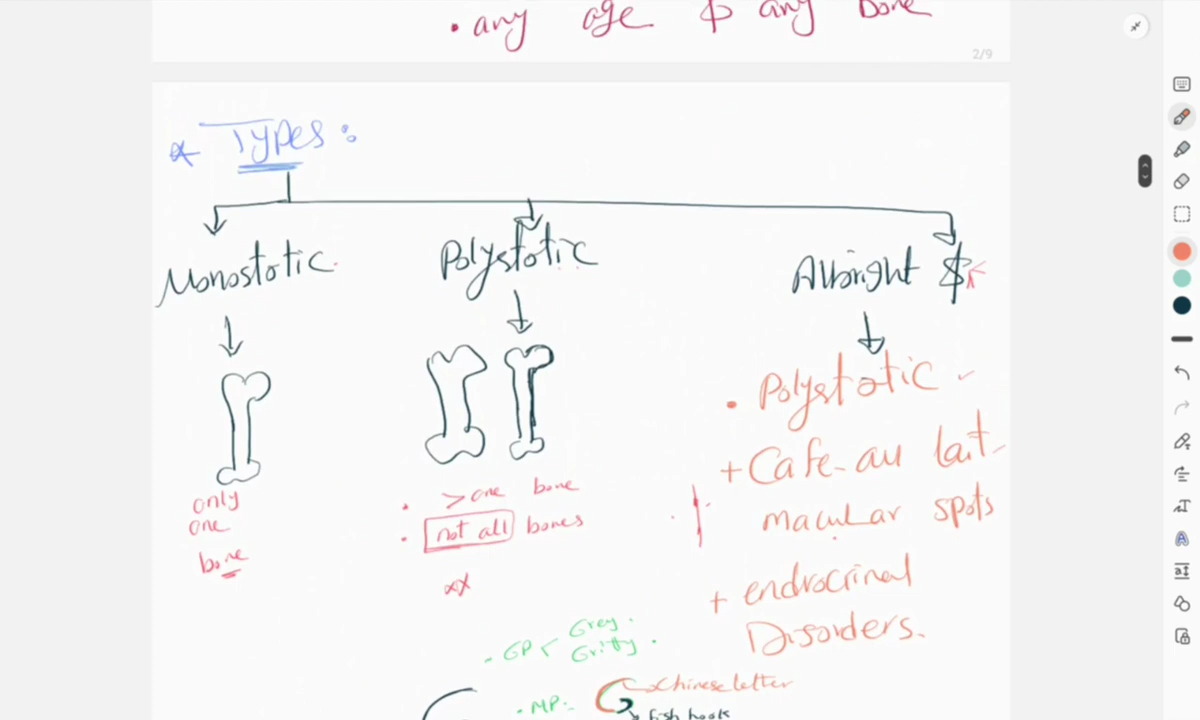 • any age & any bone
2/9
* Types:
Monostotic
Polystotic
Albright $
only
one
bone
• > one bone
• not all bones
• Polystotic
+ Cafe-au lait
macular spots
+ endrocrinal
Disorders.
- GP < Grey.
Gritty.
• MP:- Chinese letter
fish hook